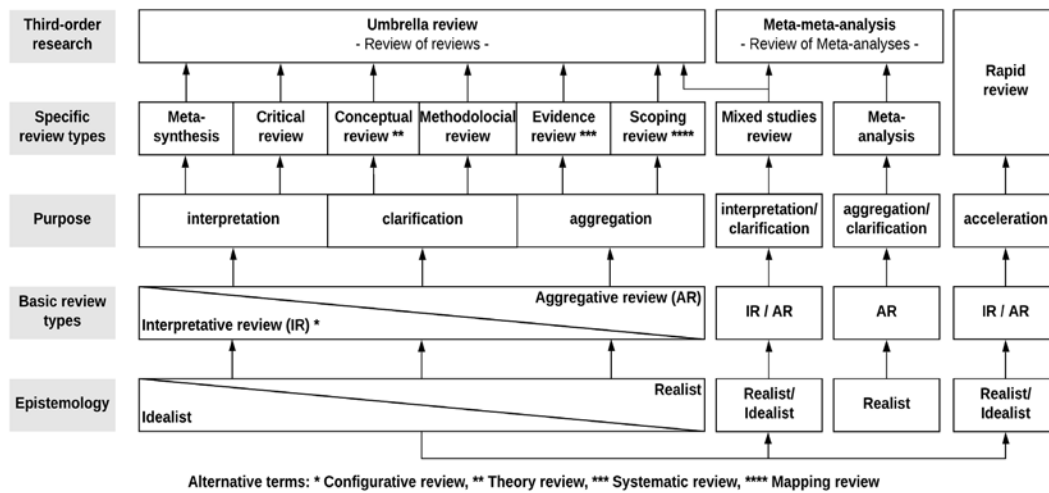 Third-order research
Umbrella review
- Review of reviews -
Meta-meta-analysis
- Review of Meta-analyses -
Rapid review
Specific review types
Meta-synthesis
Critical review
Conceptual review **
Methodolocial review
Evidence review ***
Scoping review ****
Mixed studies review
Meta-analysis
Purpose
interpretation
clarification
aggregation
interpretation/
clarification
aggregation/
clarification
acceleration
Basic review types
Aggregative review (AR)
Interpretative review (IR) *
IR / AR
AR
IR / AR
Epistemology
Realist
Idealist
Realist/
Idealist
Realist
Realist/
Idealist
Alternative terms: * Configurative review, ** Theory review, *** Systematic review, **** Mapping review